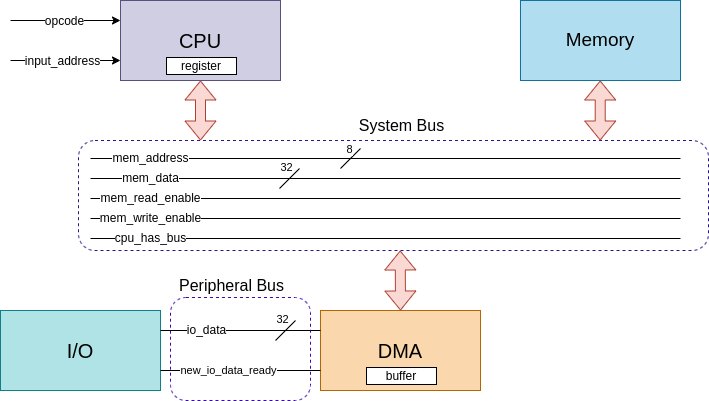 opcode
CPU
Memory
input_address
register
System Bus
mem_address
8
mem_data
32
mem_read_enable
mem_write_enable
cpu_has_bus
Peripheral Bus
I/O
io_data
32
new_io_data_ready
DMA
buffer